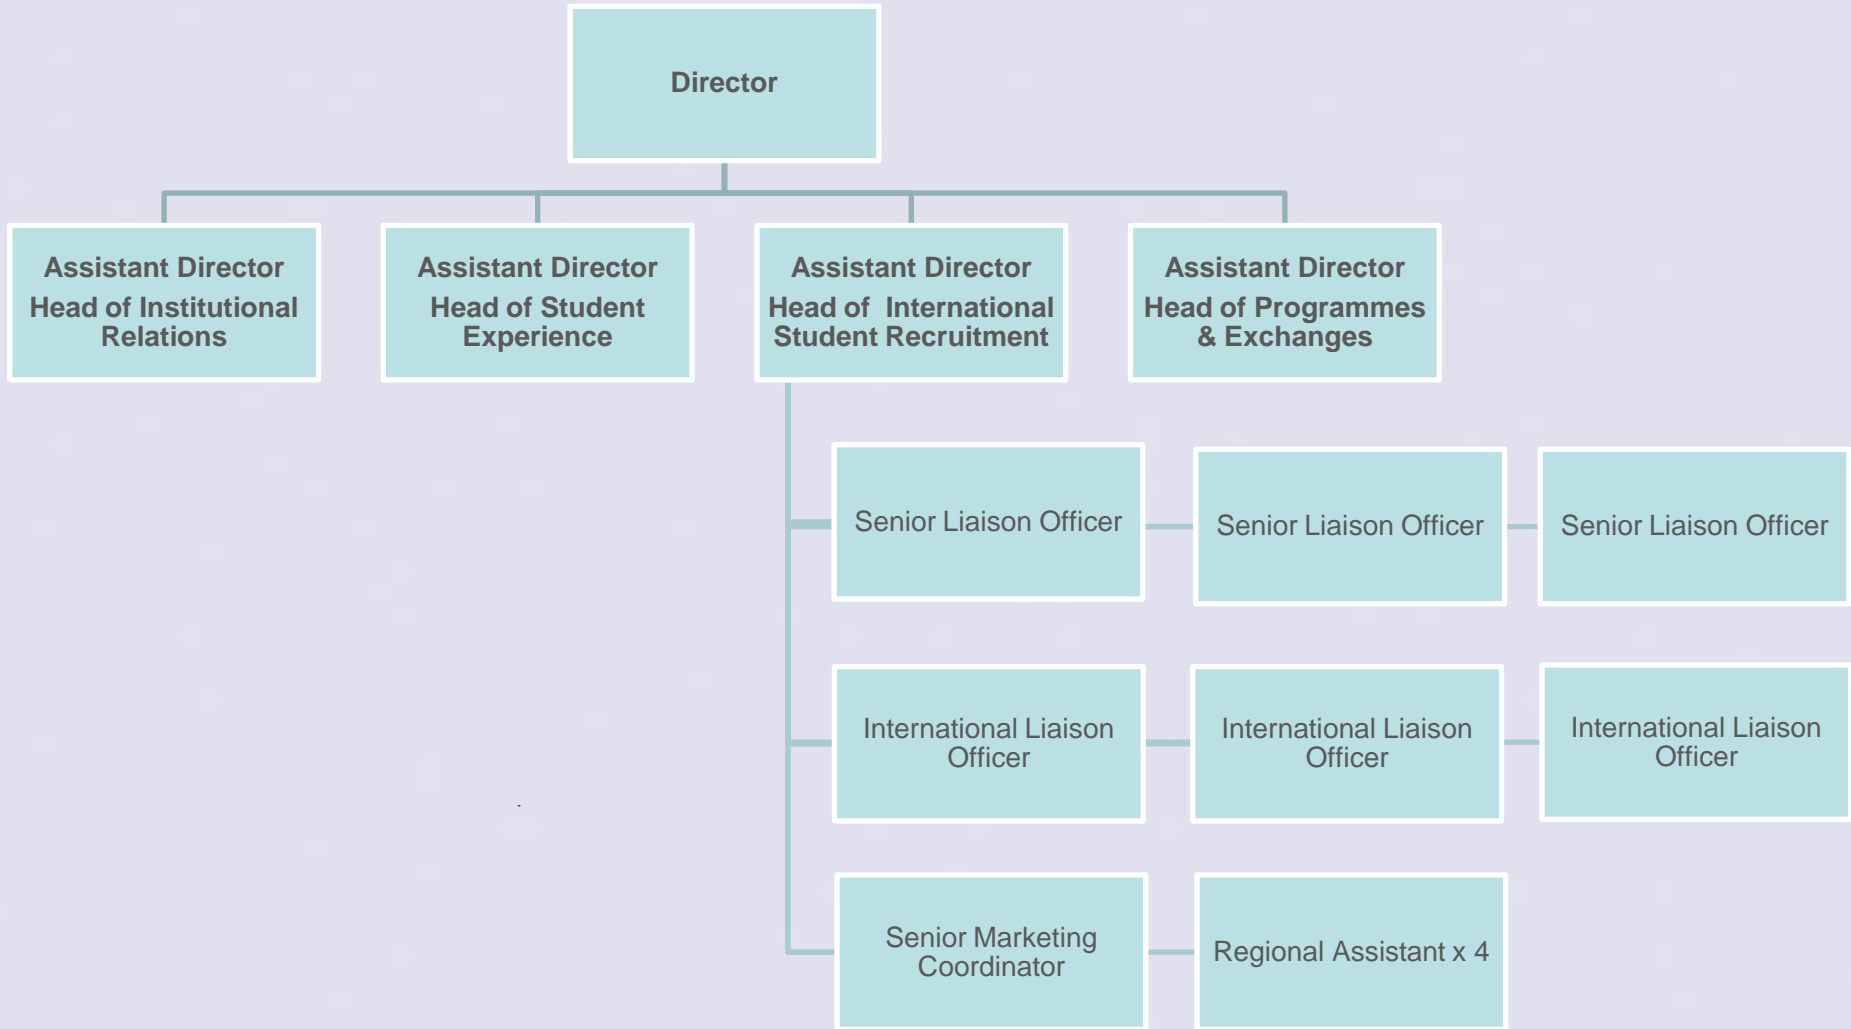 Director
Assistant Director
Head of Institutional
Relations
Assistant Director
Head of Student
Experience
Assistant Director
Head of  International
Student Recruitment
Assistant Director
Head of Programmes
& Exchanges
Senior Liaison Officer
Senior Liaison Officer
Senior Liaison Officer
International Liaison
Officer
International Liaison
Officer
International Liaison
Officer
Senior Marketing
Coordinator
Regional Assistant x 4